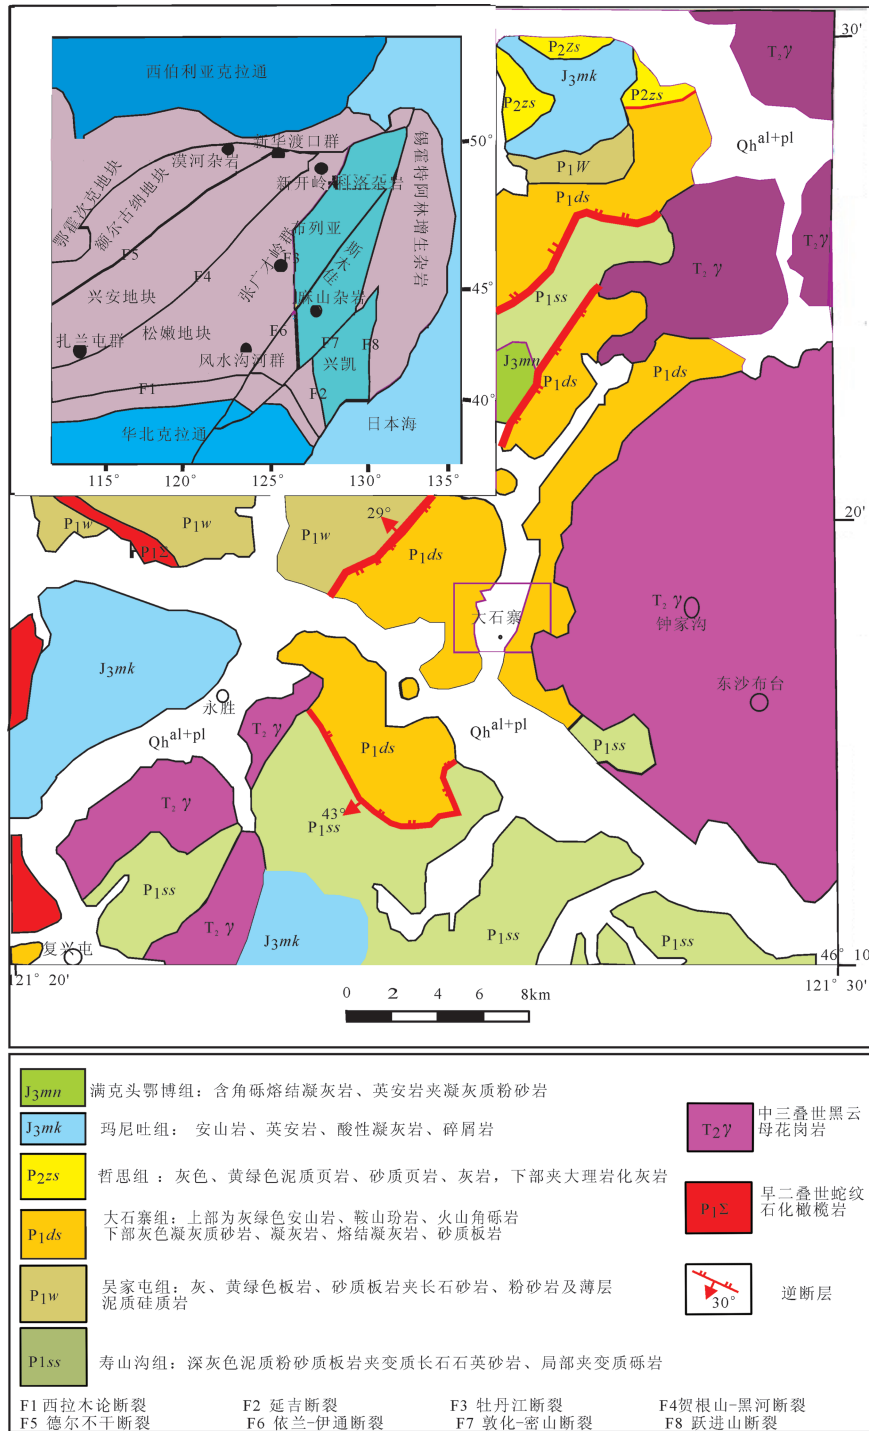 30'
T₂γ
P₂zs
J₃mk
P₂zs
P₂zs
Qhᵃˡ⁺ᵖˡ
P₁W
P₁ds
T₂γ
T₂γ
P₁ss
J₃mn
P₁ds
P₁ds
西伯利亚克拉通
50°
新华渡口群
漠河杂岩
新开岭-科洛杂岩
鄂霍次克地块
额尔古纳地块
锡霍特阿林增生杂岩
布列亚
佳木斯
张广才岭群
F5
F4
F3
45°
兴安地块
麻山杂岩
松嫩地块
扎兰屯群
F6
F7
F8
风水沟河群
兴凯
F1
F2
40°
日本海
华北克拉通
115°
120°
125°
130°
135°
P₁w
P₁w
P₁Σ
P₁w
29°
P₁ds
20'
T₂γ
钟家沟
大石寨
J₃mk
东沙布台
永胜
Qhᵃˡ⁺ᵖˡ
T₂γ
P₁ds
Qhᵃˡ⁺ᵖˡ
P₁ss
T₂γ
43°
P₁ss
P₁ss
T₂γ
J₃mk
P₁ss
P₁ss
复兴屯
46° 10'
121° 20'
121° 30'
0 2 4 6 8km
J₃mn 满克头鄂博组：含角砾熔结凝灰岩、英安岩夹凝灰质粉砂岩
J₃mk 玛尼吐组： 安山岩、英安岩、酸性凝灰岩、碎屑岩
P₂zs 哲思组：灰色、黄绿色泥质页岩、砂质页岩、灰岩，下部夹大理岩化灰岩
P₁ds 大石寨组：上部为灰绿色安山岩、鞍山玢岩、火山角砾岩
下部灰色凝灰质砂岩、凝灰岩、熔结凝灰岩、砂质板岩
P₁w 吴家屯组：灰、黄绿色板岩、砂质板岩夹长石砂岩、粉砂岩及薄层
泥质硅质岩
P1ss 寿山沟组：深灰色泥质粉砂质板岩夹变质长石石英砂岩、局部夹变质砾岩
T₂γ 中三叠世黑云
母花岗岩
P₁Σ 早二叠世蛇纹
石化橄榄岩
30° 逆断层
F1 西拉木论断裂 F2 延吉断裂 F3 牡丹江断裂 F4贺根山-黑河断裂
F5 德尔不干断裂 F6 依兰-伊通断裂 F7 敦化-密山断裂 F8 跃进山断裂